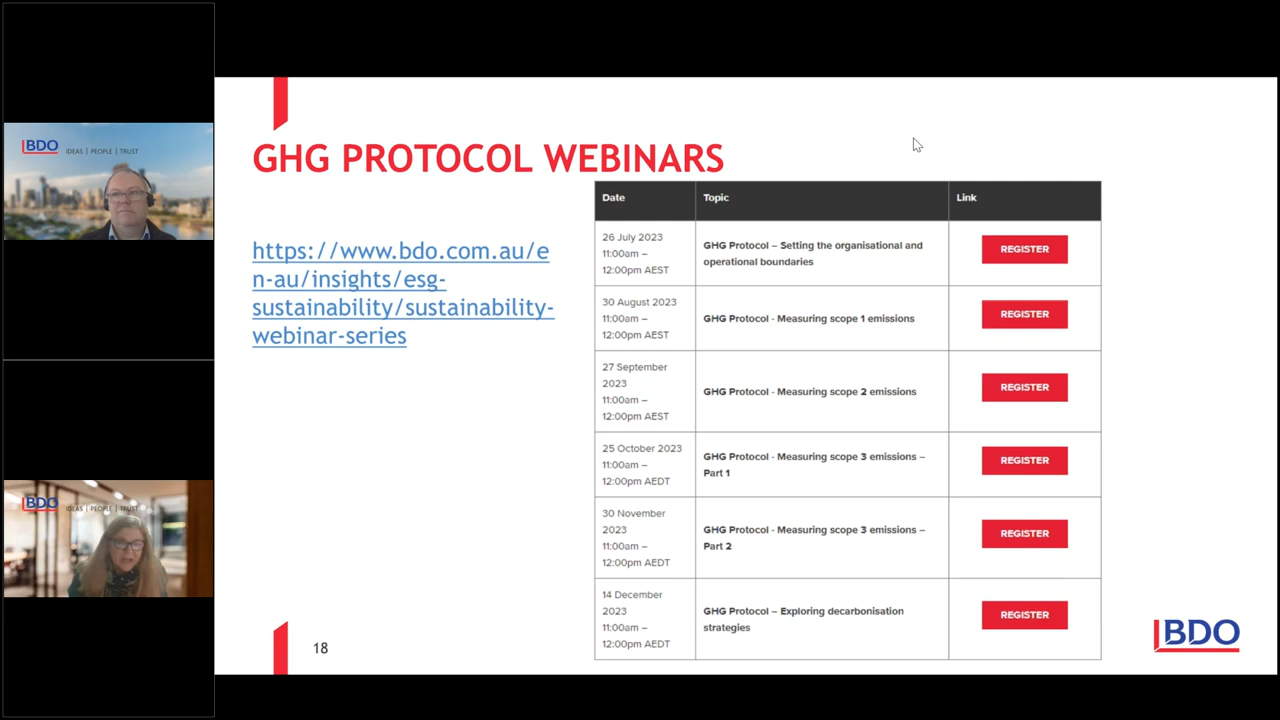 BDO
IDEAS | PEOPLE | TRUST
BDO
IDEAS | PEOPLE | TRUST
GHG PROTOCOL WEBINARS
https://www.bdo.com.au/e
n-au/insights/esg-
sustainability/sustainability-
webinar-series
Date Topic Link
26 July 2023
11:00am –
12:00pm AEST
GHG Protocol – Setting the organisational and
operational boundaries
REGISTER
30 August 2023
11:00am –
12:00pm AEST
GHG Protocol - Measuring scope 1 emissions
REGISTER
27 September
2023
11:00am –
12:00pm AEST
GHG Protocol - Measuring scope 2 emissions
REGISTER
25 October 2023
11:00am –
12:00pm AEDT
GHG Protocol - Measuring scope 3 emissions –
Part 1
REGISTER
30 November
2023
11:00am –
12:00pm AEDT
GHG Protocol - Measuring scope 3 emissions –
Part 2
REGISTER
14 December
2023
11:00am –
12:00pm AEDT
GHG Protocol – Exploring decarbonisation
strategies
REGISTER
18
BDO